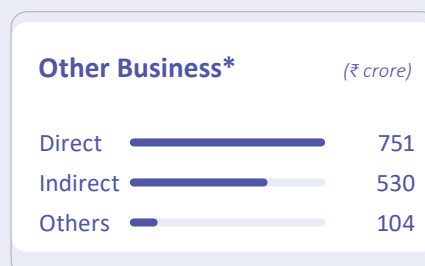 Other Business* (₹ crore)
Direct 751
Indirect 530
Others 104